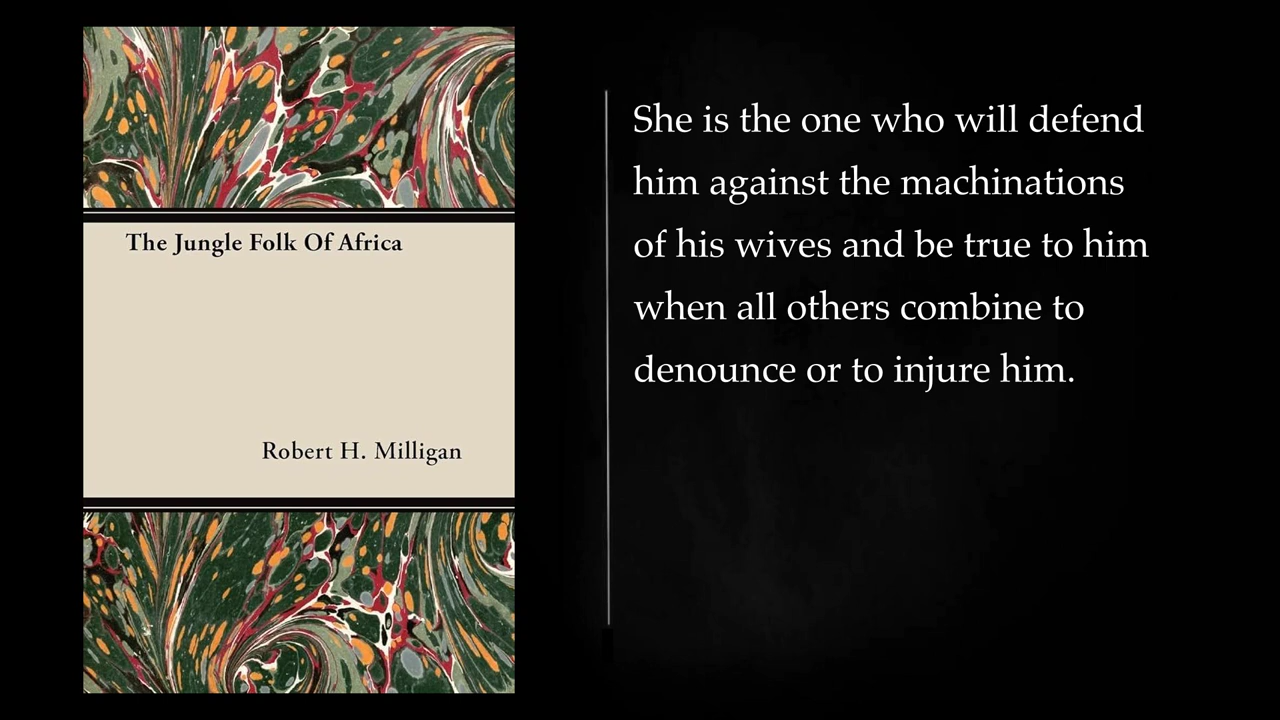 The Jungle Folk Of Africa
Robert H. Milligan
She is the one who will defend
him against the machinations
of his wives and be true to him
when all others combine to
denounce or to injure him.